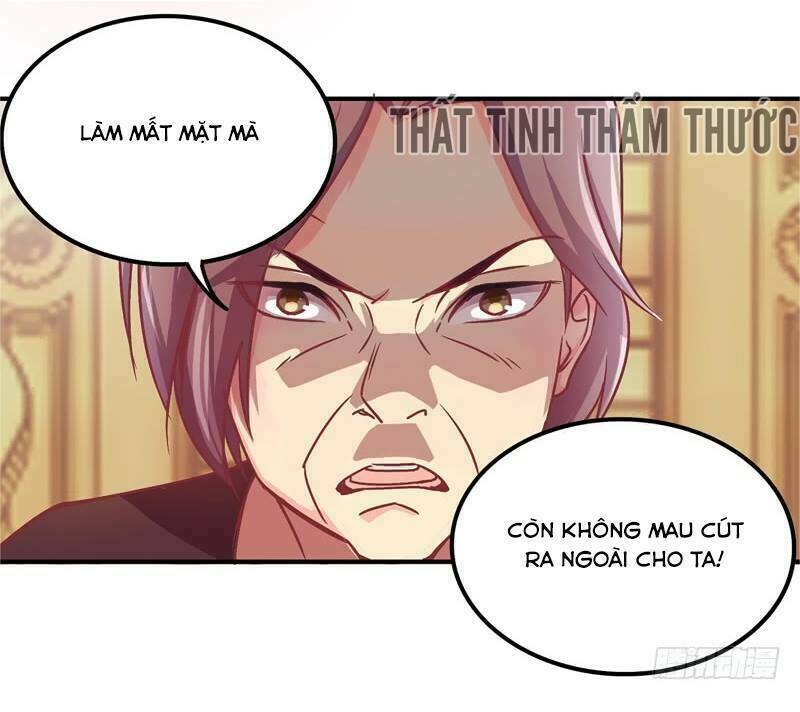 THẤT TINH THẨM THƯỚC
LÀM MẤT MẶT MÀ
CÒN KHÔNG MAU CÚT
RA NGOÀI CHO TA!